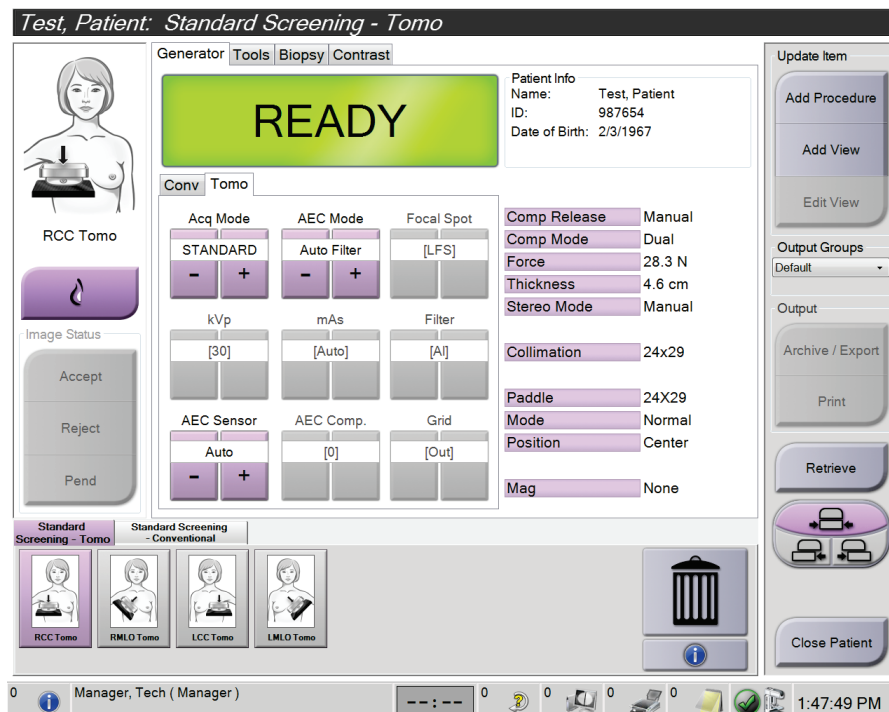 Test, Patient: Standard Screening - Tomo
Generator Tools Biopsy Contrast
READY
Patient Info
Name: Test, Patient
ID: 987654
Date of Birth: 2/3/1967
RCC Tomo
Image Status
Accept
Reject
Pend
Conv Tomo
Acq Mode AEC Mode Focal Spot
STANDARD Auto Filter [LFS]
- + - +
kVp mAs Filter
[30] [Auto] [Al]
AEC Sensor AEC Comp. Grid
Auto [0] [Out]
- +
Comp Release Manual
Comp Mode Dual
Force 28.3 N
Thickness 4.6 cm
Stereo Mode Manual
Collimation 24x29
Paddle 24X29
Mode Normal
Position Center
Mag None
Update Item
Add Procedure
Add View
Edit View
Output Groups
Default
Output
Archive / Export
Print
Retrieve
Close Patient
Standard
Screening - Tomo
Standard Screening
- Conventional
RCC Tomo RMLO Tomo LCC Tomo LMLO Tomo
0 Manager, Tech ( Manager ) --:-- 0 0 0 0 1:47:49 PM